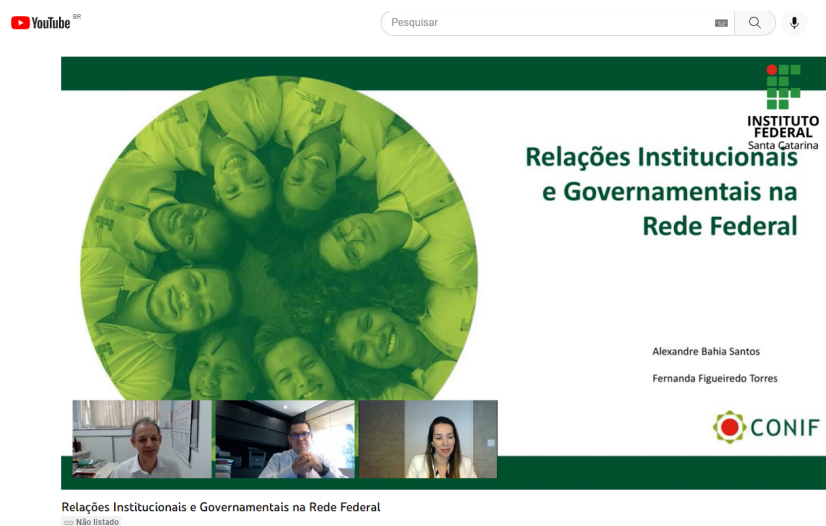 YouTube BR
Pesquisar
INSTITUTO
FEDERAL
Santa Catarina
Relações Institucionais
e Governamentais na
Rede Federal
Alexandre Bahia Santos
Fernanda Figueiredo Torres
CONIF
Relações Institucionais e Governamentais na Rede Federal
Não listado